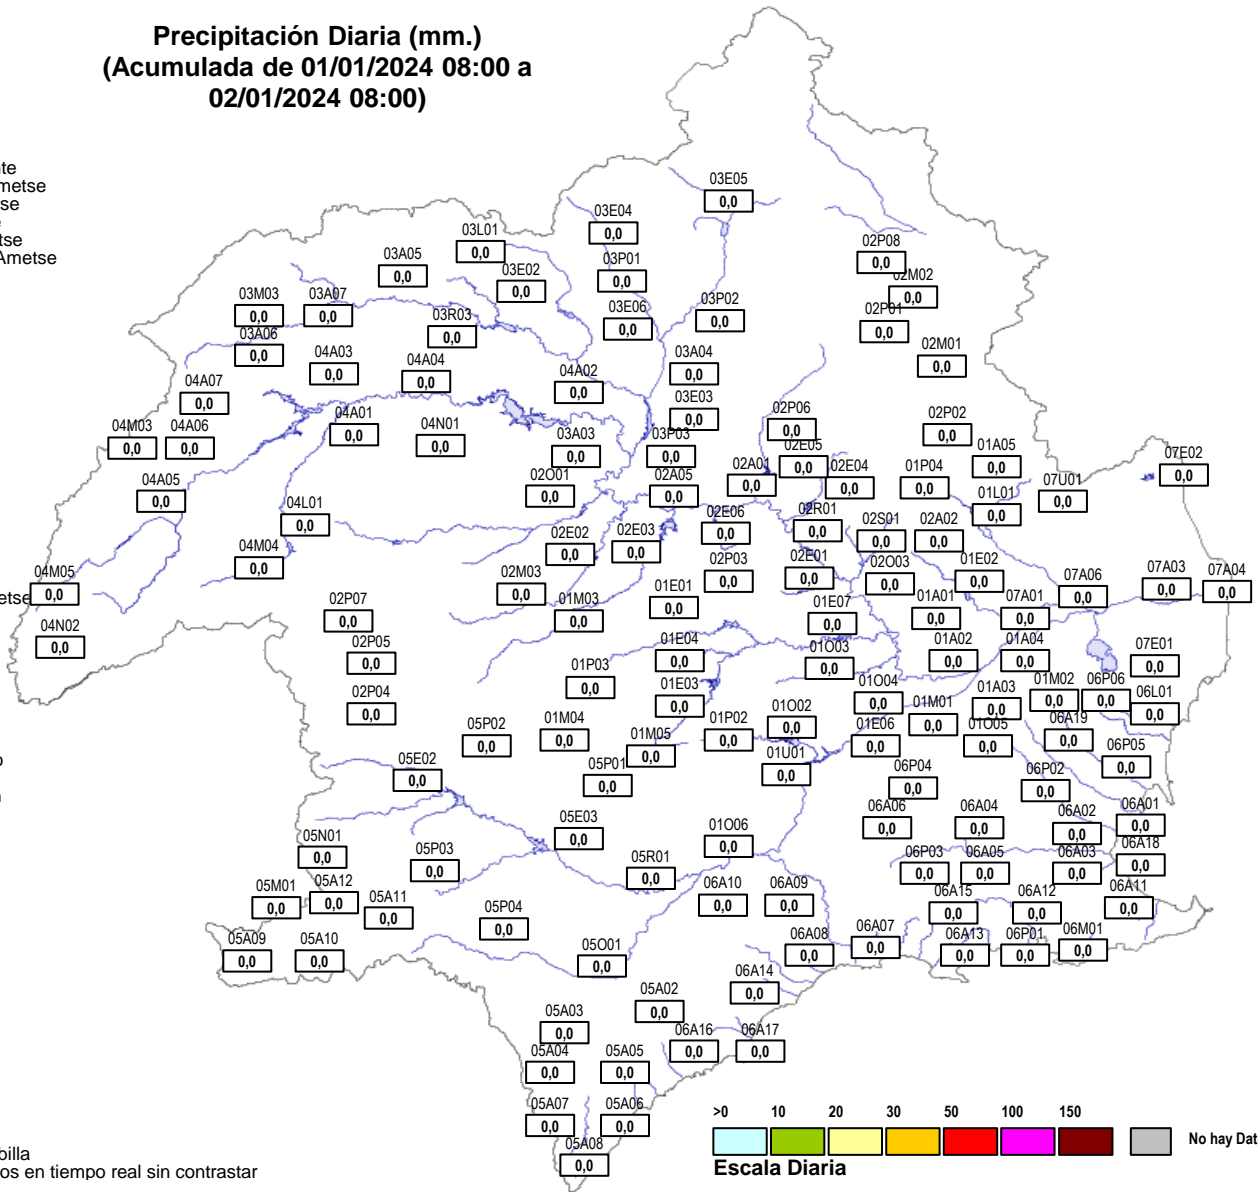 Precipitación Diaria (mm.)
(Acumulada de 01/01/2024 08:00 a
02/01/2024 08:00)
03E05
0,0
03E04
0,0
03L01
0,0
03A05
0,0
03P01
0,0
03E02
0,0
02P08
0,0
02M02
0,0
03M03
0,0
03A07
0,0
03R03
0,0
03E06
0,0
03P02
0,0
02P01
0,0
03A06
0,0
04A03
0,0
04A04
0,0
04A02
0,0
03A04
0,0
02M01
0,0
04A07
0,0
03E03
0,0
04M03
0,0
04A06
0,0
04A01
0,0
04N01
0,0
03A03
0,0
03P03
0,0
02P06
0,0
02E05
0,0
02P02
0,0
01A05
0,0
07E02
0,0
04A05
0,0
02O01
0,0
02A05
0,0
02A01
0,0
02E04
0,0
01P04
0,0
01L01
0,0
07U01
0,0
04L01
0,0
02E06
0,0
02R01
0,0
02S01
0,0
02A02
0,0
04M04
0,0
02E02
0,0
02E03
0,0
02P03
0,0
02E01
0,0
02O03
0,0
01E02
0,0
04M05
0,0
02M03
0,0
01M03
0,0
01E01
0,0
01E07
0,0
01A01
0,0
07A01
0,0
07A06
0,0
07A03
0,0
07A04
0,0
04N02
0,0
02P07
0,0
02P05
0,0
01E04
0,0
01O03
0,0
01A02
0,0
01A04
0,0
07E01
0,0
02P04
0,0
01P03
0,0
01E03
0,0
01O04
0,0
01M01
0,0
01A03
0,0
01M02
0,0
06P06
0,0
06L01
0,0
05P02
0,0
01M04
0,0
01M05
0,0
01P02
0,0
01O02
0,0
01E06
0,0
01O05
0,0
06A19
0,0
06P05
0,0
05E02
0,0
05P01
0,0
01U01
0,0
06P04
0,0
06P02
0,0
05E03
0,0
01O06
0,0
06A06
0,0
06A04
0,0
06A02
0,0
06A01
0,0
05N01
0,0
05P03
0,0
05R01
0,0
06P03
0,0
06A05
0,0
06A03
0,0
06A18
0,0
05M01
0,0
05A12
0,0
05A11
0,0
05P04
0,0
06A10
0,0
06A09
0,0
06A15
0,0
06A12
0,0
06A11
0,0
05A09
0,0
05A10
0,0
05O01
0,0
06A08
0,0
06A07
0,0
06A13
0,0
06P01
0,0
06M01
0,0
05A02
0,0
06A14
0,0
05A03
0,0
06A16
0,0
06A17
0,0
05A04
0,0
05A05
0,0
05A07
0,0
05A06
0,0
05A08
0,0
>0 10 20 30 50 100 150
No hay Dat
Escala Diaria
billa
os en tiempo real sin contrastar